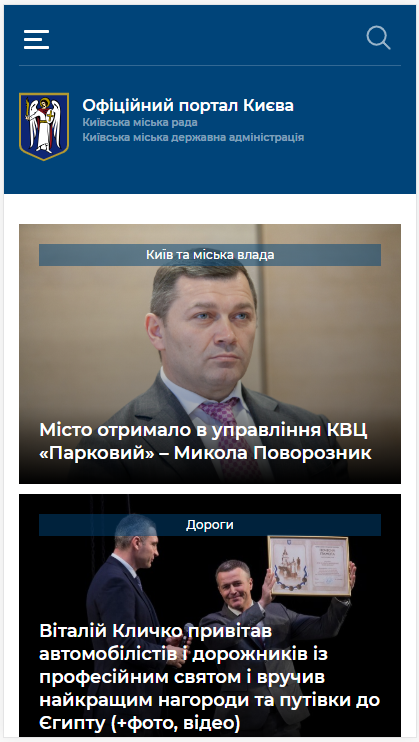 Офіційний портал Києва
Київська міська рада
Київська міська державна адміністрація
Київ та міська влада
Місто отримало в управління КВЦ
«Парковий» – Микола Поворозник
Дороги
Віталій Кличко привітав
автомобілістів і дорожників із
професійним святом і вручив
найкращим нагороди та путівки до
Єгипту (+фото, відео)